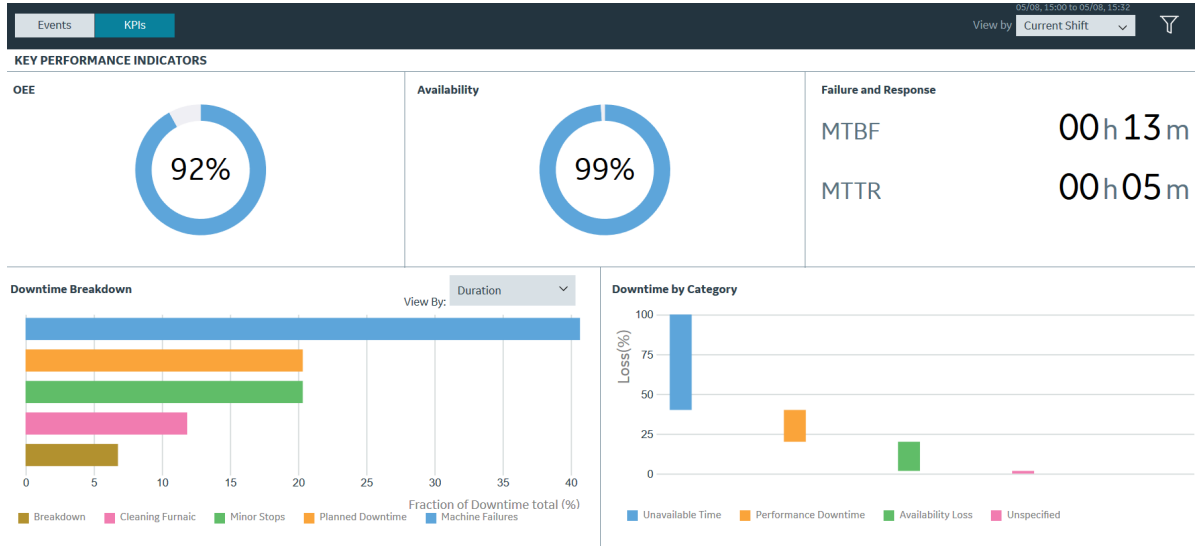 05/08, 15:00 to 05/08, 15:32
Events KPIs View by Current Shift
KEY PERFORMANCE INDICATORS
OEE
92%
Availability
99%
Failure and Response
MTBF 00h13m
MTTR 00h05m
Downtime Breakdown
View By: Duration
0 5 10 15 20 25 30 35 40
Fraction of Downtime total (%)
Breakdown Cleaning Furnaic Minor Stops Planned Downtime Machine Failures
Downtime by Category
Loss(%)
100
75
50
25
0
Unavailable Time Performance Downtime Availability Loss Unspecified